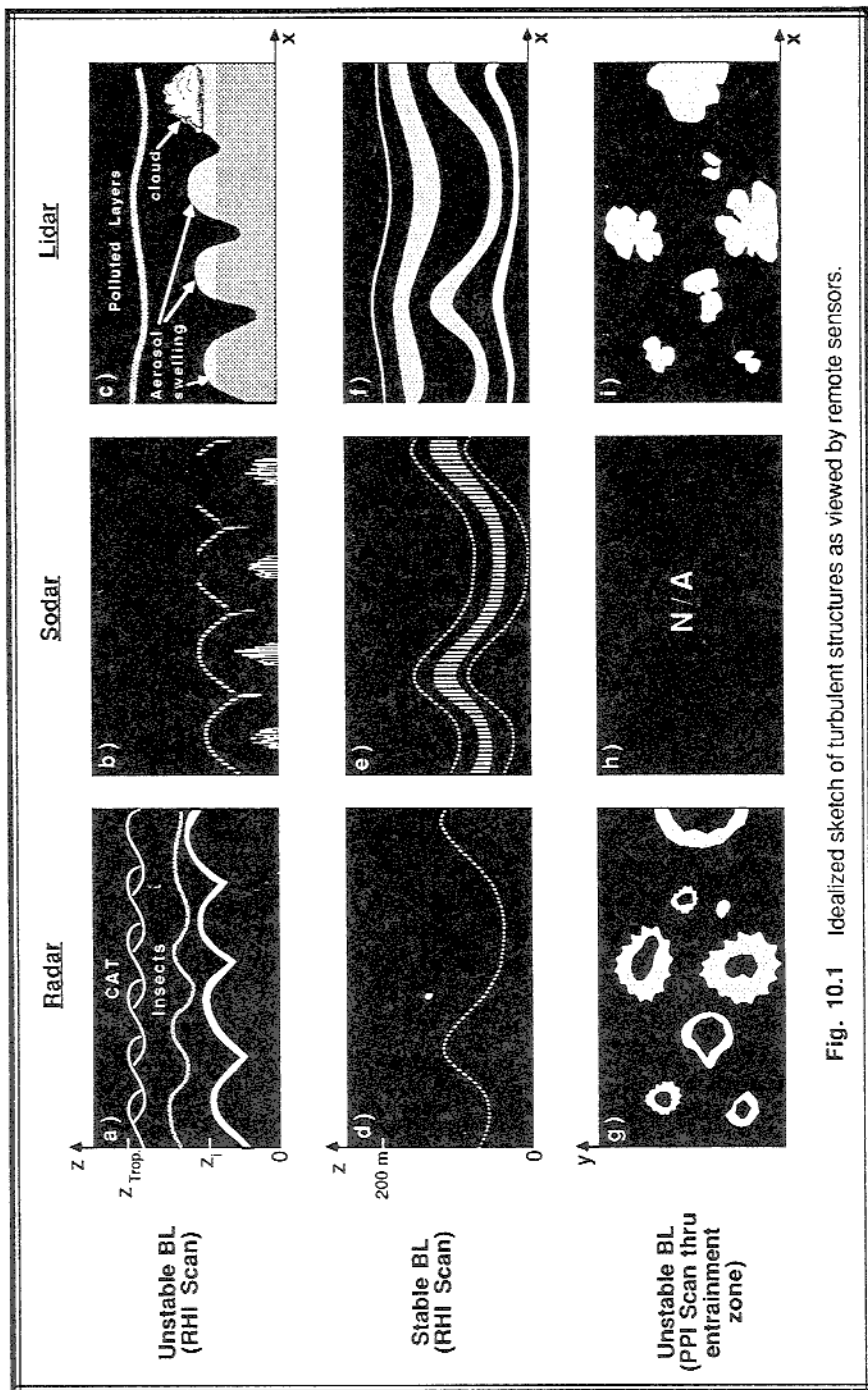 Radar
Sodar
Lidar
Unstable BL
(RHI Scan)
z
z Trop.
zi
0
a)
CAT
Insects
b)
c)
Polluted Layers
Aerosol
swelling
cloud
x
Stable BL
(RHI Scan)
z
200 m
0
d)
e)
f)
x
Unstable BL
(PPI Scan thru
entrainment
zone)
y
g)
h)
N/A
i)
x
Fig. 10.1 Idealized sketch of turbulent structures as viewed by remote sensors.